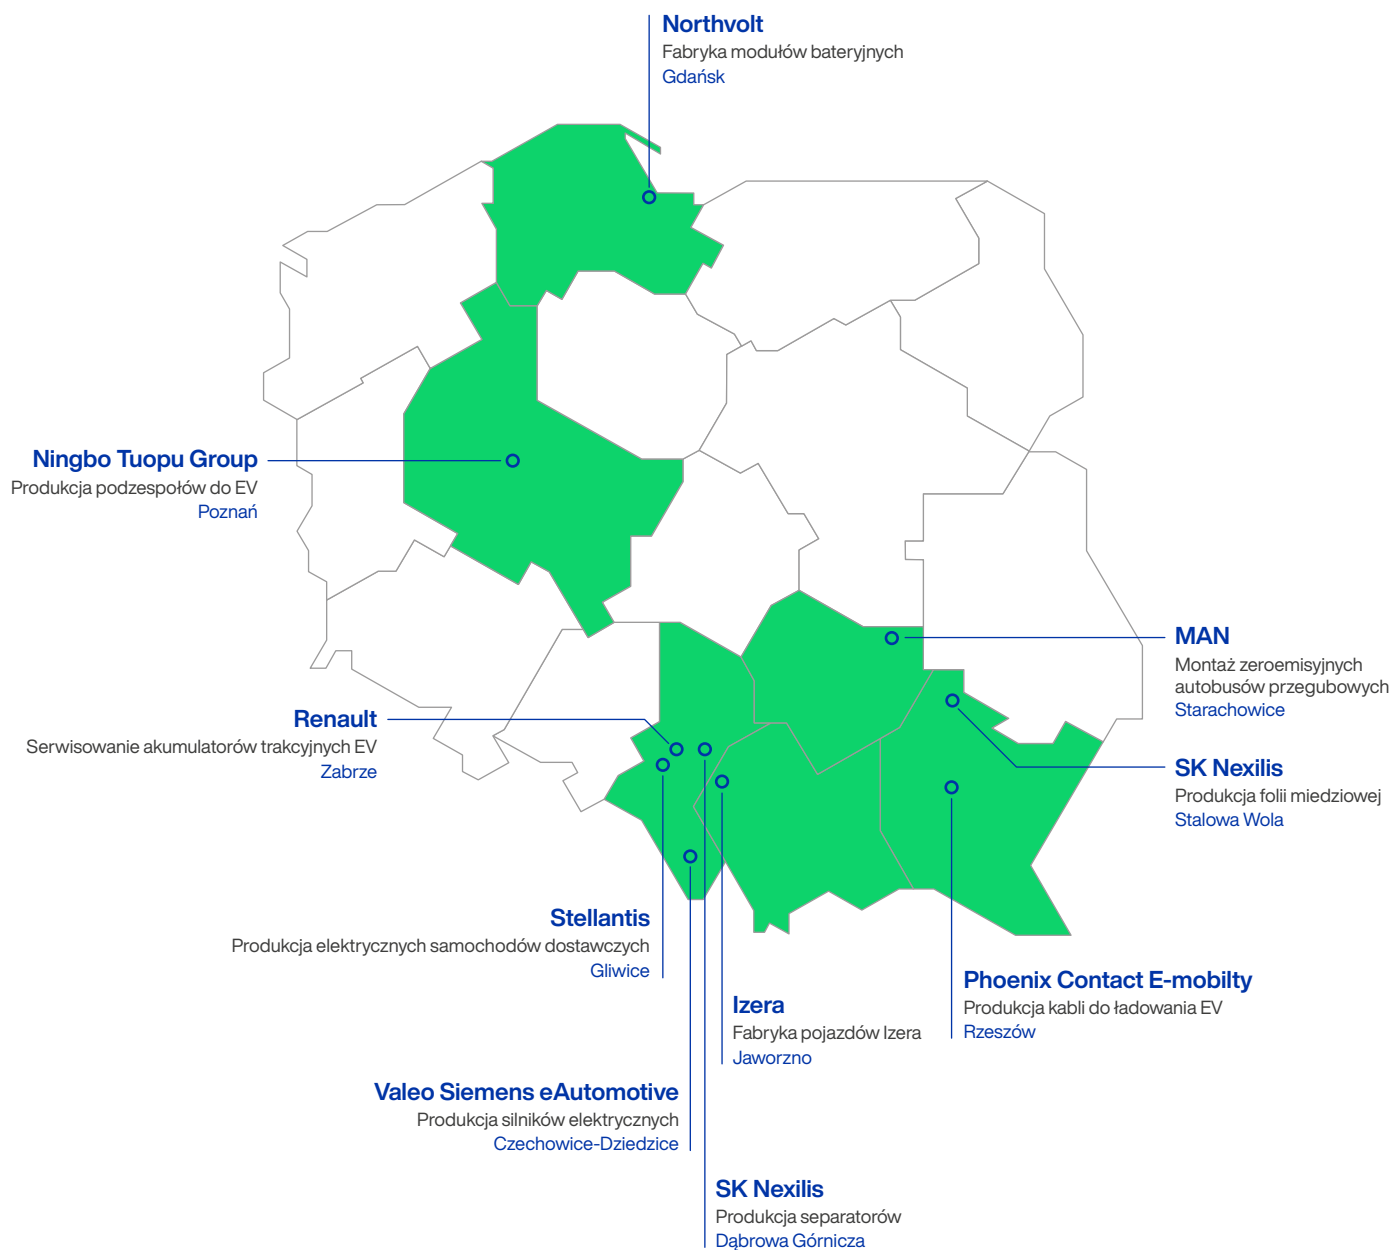 Northvolt
Fabryka modułów bateryjnych
Gdańsk
Ningbo Tuopu Group
Produkcja podzespołów do EV
Poznań
MAN
Montaż zeroemisyjnych
autobusów przegubowych
Starachowice
Renault
Serwisowanie akumulatorów trakcyjnych EV
Zabrze
SK Nexilis
Produkcja folii miedziowej
Stalowa Wola
Stellantis
Produkcja elektrycznych samochodów dostawczych
Gliwice
Phoenix Contact E-mobilty
Produkcja kabli do ładowania EV
Rzeszów
Izera
Fabryka pojazdów Izera
Jaworzno
Valeo Siemens eAutomotive
Produkcja silników elektrycznych
Czechowice-Dziedzice
SK Nexilis
Produkcja separatorów
Dąbrowa Górnicza